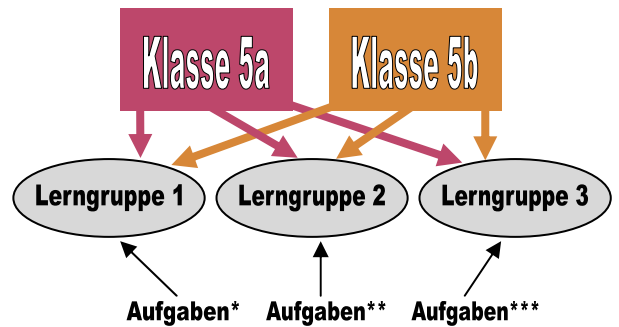 Klasse 5a
Klasse 5b
Lerngruppe 1
Lerngruppe 2
Lerngruppe 3
Aufgaben*
Aufgaben**
Aufgaben***